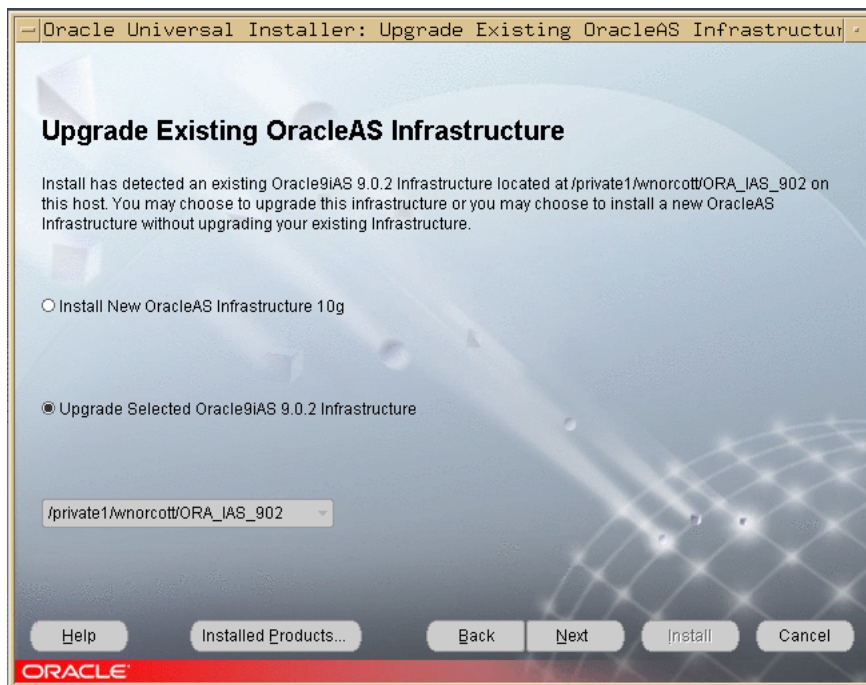 Oracle Universal Installer: Upgrade Existing OracleAS Infrastructur
Upgrade Existing OracleAS Infrastructure
Install has detected an existing Oracle9iAS 9.0.2 Infrastructure located at /private1/wnorcott/ORA_IAS_902 on
this host. You may choose to upgrade this infrastructure or you may choose to install a new OracleAS
Infrastructure without upgrading your existing Infrastructure.
Install New OracleAS Infrastructure 10g
Upgrade Selected Oracle9iAS 9.0.2 Infrastructure
/private1/wnorcott/ORA_IAS_902
Help Installed Products... Back Next Install Cancel
ORACLE